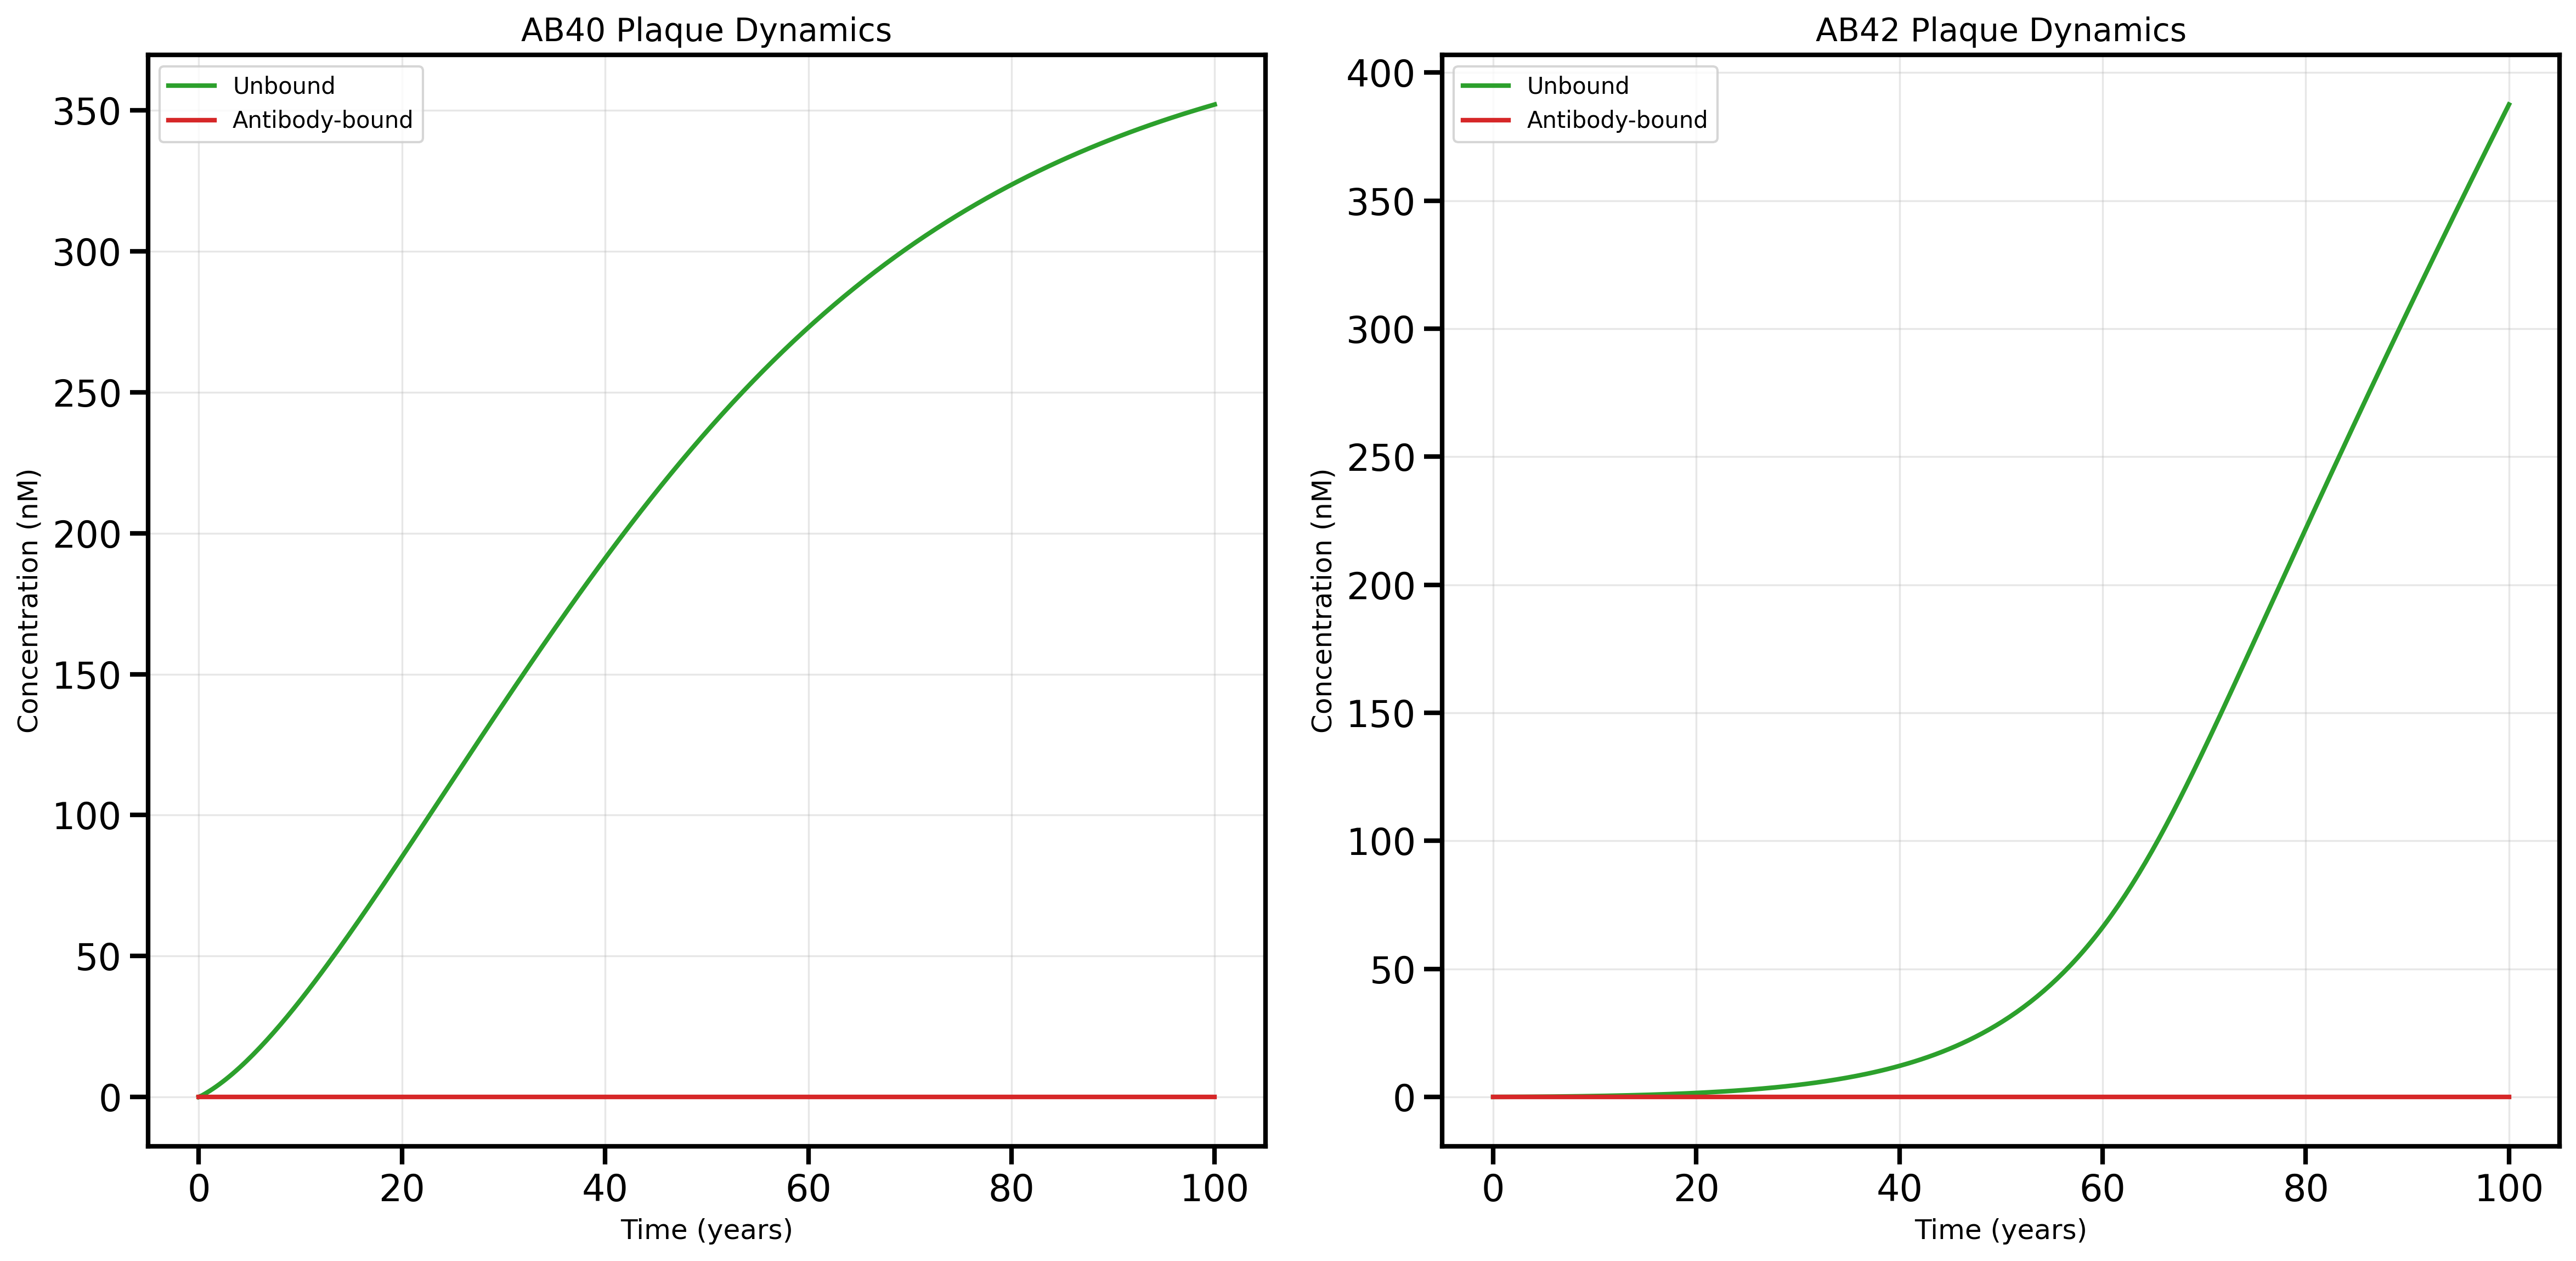 AB40 Plaque Dynamics
Unbound
Antibody-bound
350
300
250
200
150
100
50
0
Concentration (nM)
0 20 40 60 80 100
Time (years)
AB42 Plaque Dynamics
Unbound
Antibody-bound
400
350
300
250
200
150
100
50
0
Concentration (nM)
0 20 40 60 80 100
Time (years)